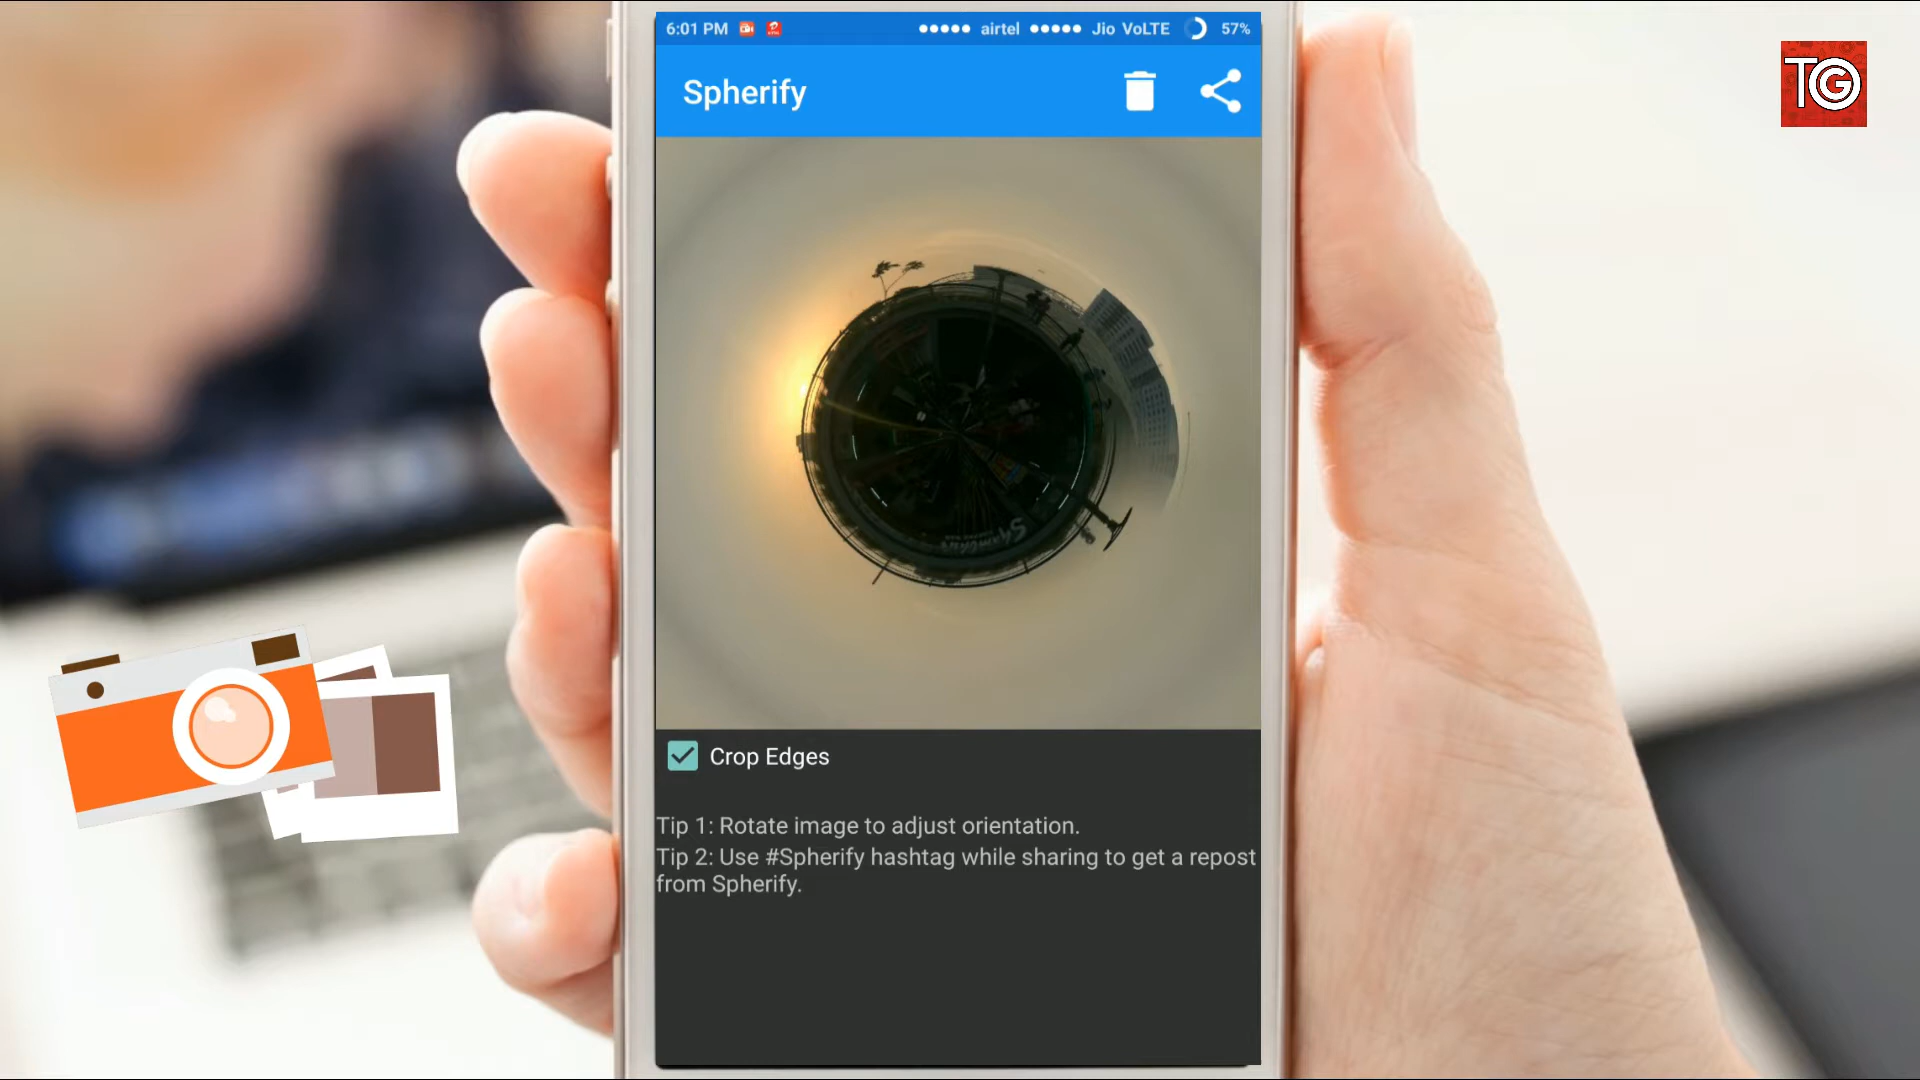 6:01 PM airtel Jio VoLTE 57%
TG
Spherify
Crop Edges
Tip 1: Rotate image to adjust orientation.
Tip 2: Use #Spherify hashtag while sharing to get a repost
from Spherify.